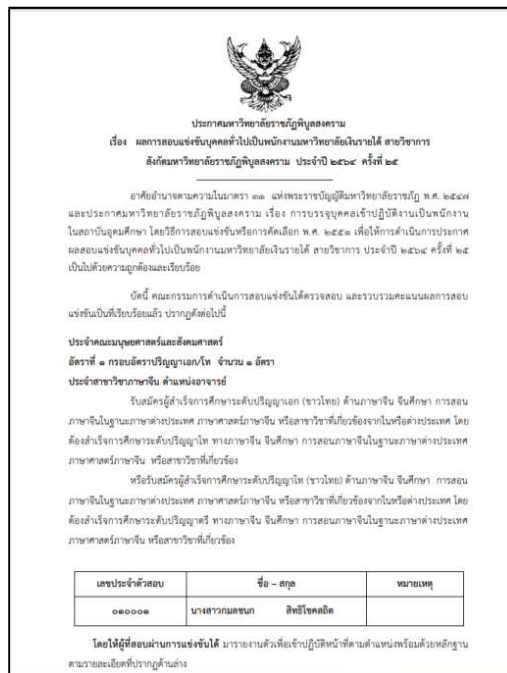 ประกาศมหาวิทยาลัยราชภัฏพิบูลสงคราม
เรื่อง ผลการสอบแข่งขันบุคคลทั่วไปเป็นพนักงานมหาวิทยาลัยเงินรายได้ สายวิชาการ
สังกัดมหาวิทยาลัยราชภัฏพิบูลสงคราม ประจำปี ๒๕๖๔ ครั้งที่ ๒๕
อาศัยอำนาจตามความในมาตรา ๓๑ แห่งพระราชบัญญัติมหาวิทยาลัยราชภัฏ พ.ศ. ๒๕๔๗
และประกาศมหาวิทยาลัยราชภัฏพิบูลสงคราม เรื่อง การบรรจุบุคคลเข้าปฏิบัติงานเป็นพนักงาน
ในสถาบันอุดมศึกษา โดยวิธีการสอบแข่งขันหรือการคัดเลือก พ.ศ. ๒๕๕๑ เพื่อให้การดำเนินการประกาศ
ผลสอบแข่งขันบุคคลทั่วไปเป็นพนักงานมหาวิทยาลัยเงินรายได้ สายวิชาการ ประจำปี ๒๕๖๔ ครั้งที่ ๒๕
เป็นไปด้วยความถูกต้องและเรียบร้อย
บัดนี้ คณะกรรมการดำเนินการสอบแข่งขันได้ตรวจสอบ และรวบรวมคะแนนผลการสอบ
แข่งขันเป็นที่เรียบร้อยแล้ว ปรากฏดังต่อไปนี้
ประจำคณะมนุษยศาสตร์และสังคมศาสตร์
อัตราที่ ๑ กรอบอัตราปริญญาเอก/โท จำนวน ๑ อัตรา
ประจำสาขาวิชาภาษาจีน ตำแหน่งอาจารย์
รับสมัครผู้สำเร็จการศึกษาระดับปริญญาเอก (ชาวไทย) ด้านภาษาจีน จีนศึกษา การสอน
ภาษาจีนในฐานะภาษาต่างประเทศ ภาษาศาสตร์ภาษาจีน หรือสาขาวิชาที่เกี่ยวข้องจากในหรือต่างประเทศ โดย
ต้องสำเร็จการศึกษาระดับปริญญาโท ทางภาษาจีน จีนศึกษา การสอนภาษาจีนในฐานะภาษาต่างประเทศ
ภาษาศาสตร์ภาษาจีน หรือสาขาวิชาที่เกี่ยวข้อง
หรือรับสมัครผู้สำเร็จการศึกษาระดับปริญญาโท (ชาวไทย) ด้านภาษาจีน จีนศึกษา การสอน
ภาษาจีนในฐานะภาษาต่างประเทศ ภาษาศาสตร์ภาษาจีน หรือสาขาวิชาที่เกี่ยวข้องจากในหรือต่างประเทศ โดย
ต้องสำเร็จการศึกษาระดับปริญญาตรี ทางภาษาจีน จีนศึกษา การสอนภาษาจีนในฐานะภาษาต่างประเทศ
ภาษาศาสตร์ภาษาจีน หรือสาขาวิชาที่เกี่ยวข้อง
เลขประจำตัวสอบ ชื่อ - สกุล หมายเหตุ
๐๑๐๐๐๑ นางสาวกมลชนก สิทธิโชคสถิต
โดยให้ผู้ที่สอบผ่านการแข่งขันได้ มารายงานตัวเพื่อเข้าปฏิบัติหน้าที่ตามตำแหน่งพร้อมด้วยหลักฐาน
ตามรายละเอียดที่ปรากฏด้านล่าง